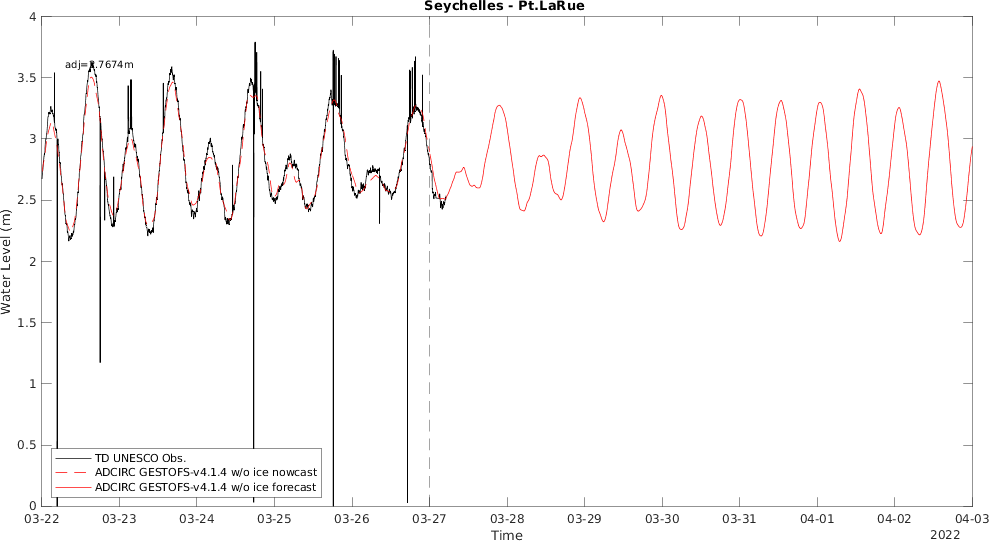 Seychelles - Pt.LaRue
4
adj= .7674m
3.5
3
2.5
2
1.5
1
0.5
0
Water Level (m)
TD UNESCO Obs.
ADCIRC GESTOFS-v4.1.4 w/o ice nowcast
ADCIRC GESTOFS-v4.1.4 w/o ice forecast
03-22 03-23 03-24 03-25 03-26 03-27 03-28 03-29 03-30 03-31 04-01 04-02 04-03
Time
2022